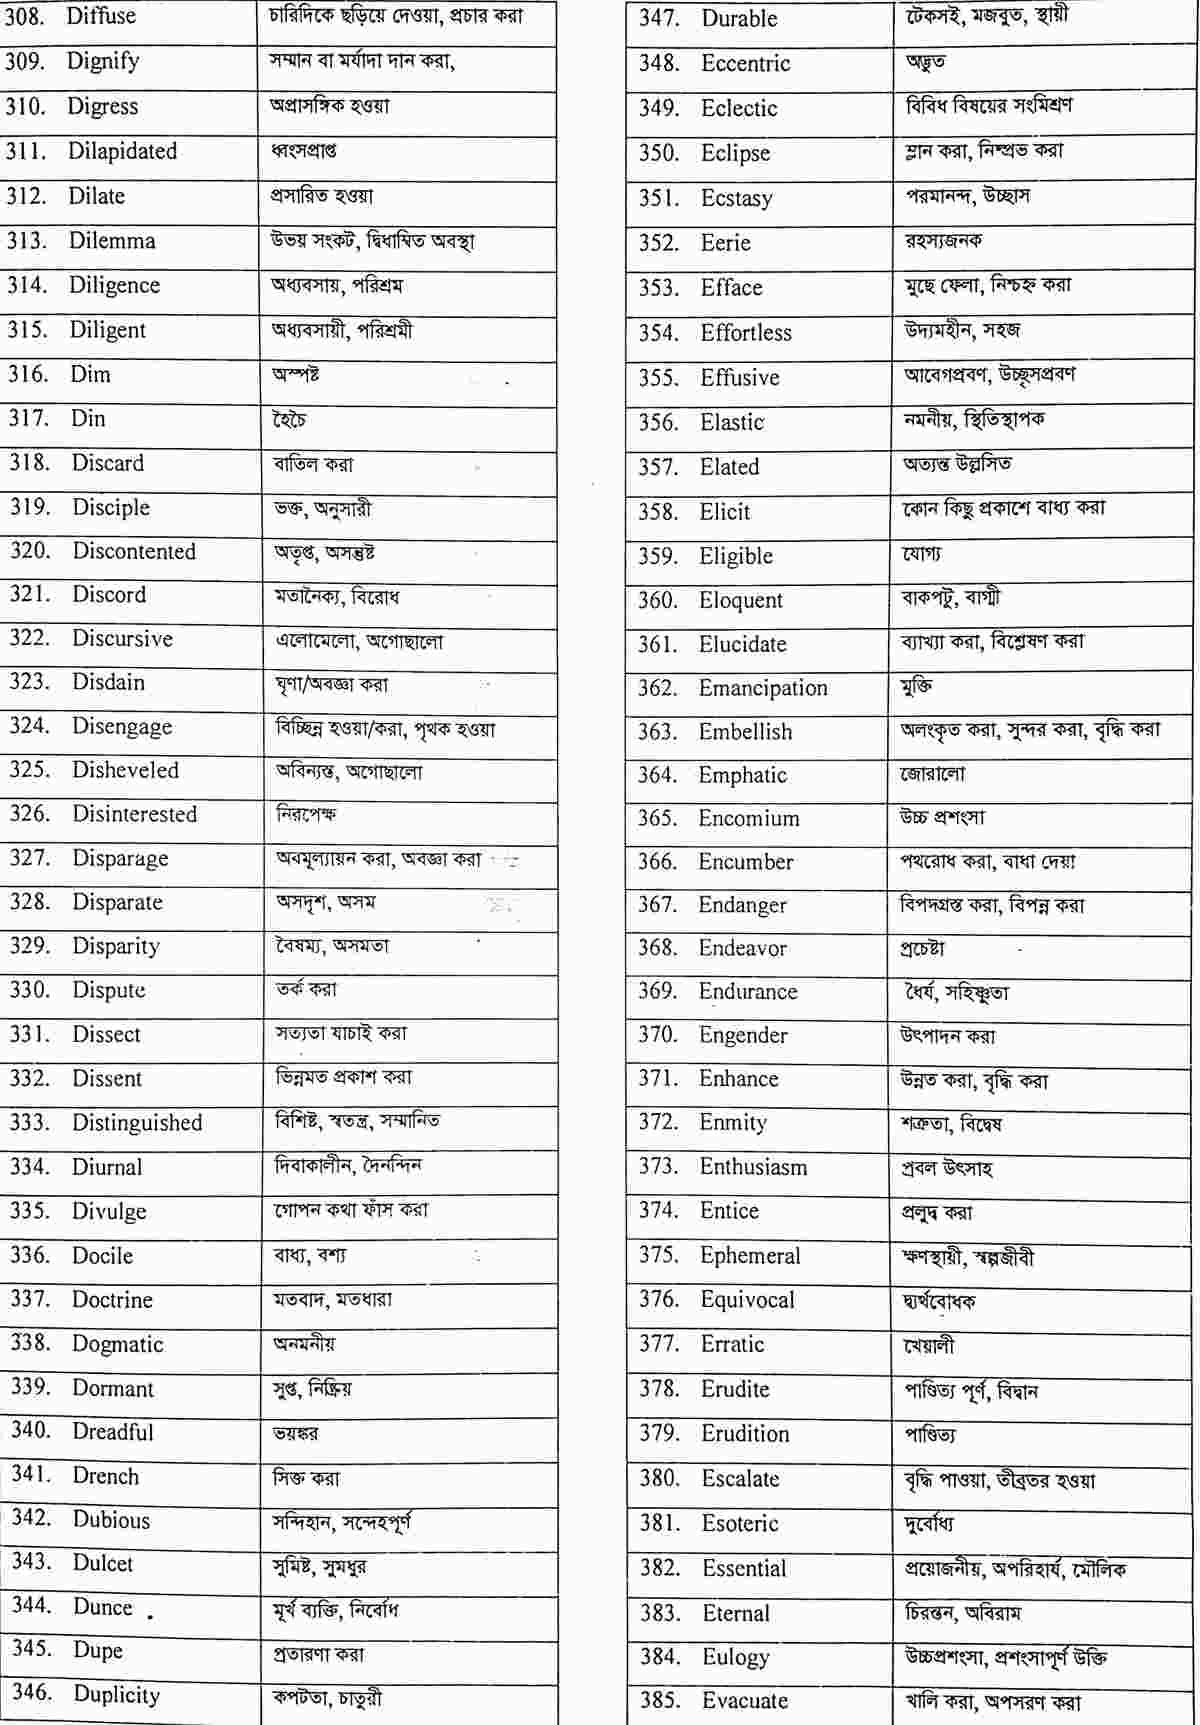 308. Diffuse চারিদিকে ছড়িয়ে দেওয়া, প্রচার করা
309. Dignify সম্মান বা মর্যাদা দান করা,
310. Digress অপ্রাসঙ্গিক হওয়া
311. Dilapidated ধ্বংসপ্রাপ্ত
312. Dilate প্রসারিত হওয়া
313. Dilemma উভয় সংকট, দ্বিধাম্বিত অবস্থা
314. Diligence অধ্যবসায়, পরিশ্রম
315. Diligent অধ্যবসায়ী, পরিশ্রমী
316. Dim অস্পষ্ট
317. Din হৈচৈ
318. Discard বাতিল করা
319. Disciple ভক্ত, অনুসারী
320. Discontented অতৃপ্ত, অসন্তুষ্ট
321. Discord মতানৈক্য, বিরোধ
322. Discursive এলোমেলো, অগোছালো
323. Disdain ঘৃণা/অবজ্ঞা করা
324. Disengage বিচ্ছিন্ন হওয়া/করা, পৃথক হওয়া
325. Disheveled অবিন্যস্ত, অগোছালো
326. Disinterested নিরপেক্ষ
327. Disparage অবমূল্যায়ন করা, অবজ্ঞা করা
328. Disparate অসদৃশ, অসম
329. Disparity বৈষম্য, অসমতা
330. Dispute তর্ক করা
331. Dissect সত্যতা যাচাই করা
332. Dissent ভিন্নমত প্রকাশ করা
333. Distinguished বিশিষ্ট, স্বতন্ত্র, সম্মানিত
334. Diurnal দিবাকালীন, দৈনন্দিন
335. Divulge গোপন কথা ফাঁস করা
336. Docile বাধ্য, বশ্য
337. Doctrine মতবাদ, মতধারা
338. Dogmatic অনমনীয়
339. Dormant সুপ্ত, নিষ্ক্রিয়
340. Dreadful ভয়ঙ্কর
341. Drench সিক্ত করা
342. Dubious সন্দিহান, সন্দেহপূর্ণ
343. Dulcet সুমিষ্ট, সুমধুর
344. Dunce মূর্খ ব্যক্তি, নির্বোধ
345. Dupe প্রতারণা করা
346. Duplicity কপটতা, চাতুরী
347. Durable টেকসই, মজবুত, স্থায়ী
348. Eccentric অদ্ভুত
349. Eclectic বিবিধ বিষয়ের সংমিশ্রণ
350. Eclipse ম্লান করা, নিষ্প্রভ করা
351. Ecstasy পরমানন্দ, উচ্ছাস
352. Eerie রহস্যজনক
353. Efface মুছে ফেলা, নিশ্চহ্ন করা
354. Effortless উদ্যমহীন, সহজ
355. Effusive আবেগপ্রবণ, উচ্ছৃসপ্রবণ
356. Elastic নমনীয়, স্থিতিস্থাপক
357. Elated অত্যন্ত উল্লসিত
358. Elicit কোন কিছু প্রকাশে বাধ্য করা
359. Eligible যোগ্য
360. Eloquent বাকপটু, বাগ্মী
361. Elucidate ব্যাখ্যা করা, বিশ্লেষণ করা
362. Emancipation মুক্তি
363. Embellish অলংকৃত করা, সুন্দর করা, বৃদ্ধি করা
364. Emphatic জোরালো
365. Encomium উচ্চ প্রশংসা
366. Encumber পথরোধ করা, বাধা দেয়া
367. Endanger বিপদগ্রস্ত করা, বিপন্ন করা
368. Endeavor প্রচেষ্টা
369. Endurance ধৈর্য, সহিষ্ণুতা
370. Engender উৎপাদন করা
371. Enhance উন্নত করা, বৃদ্ধি করা
372. Enmity শত্রুতা, বিদ্বেষ
373. Enthusiasm প্রবল উৎসাহ
374. Entice প্রলুদ্ব করা
375. Ephemeral ক্ষণস্থায়ী, স্বল্পজীবী
376. Equivocal দ্ব্যর্থবোধক
377. Erratic খেয়ালী
378. Erudite পাণ্ডিত্য পূর্ণ, বিদ্বান
379. Erudition পাণ্ডিত্য
380. Escalate বৃদ্ধি পাওয়া, তীব্রতর হওয়া
381. Esoteric দুর্বোধ্য
382. Essential প্রয়োজনীয়, অপরিহার্য, মৌলিক
383. Eternal চিরন্তন, অবিরাম
384. Eulogy উচ্চপ্রশংসা, প্রশংসাপূর্ণ উক্তি
385. Evacuate খালি করা, অপসরণ করা